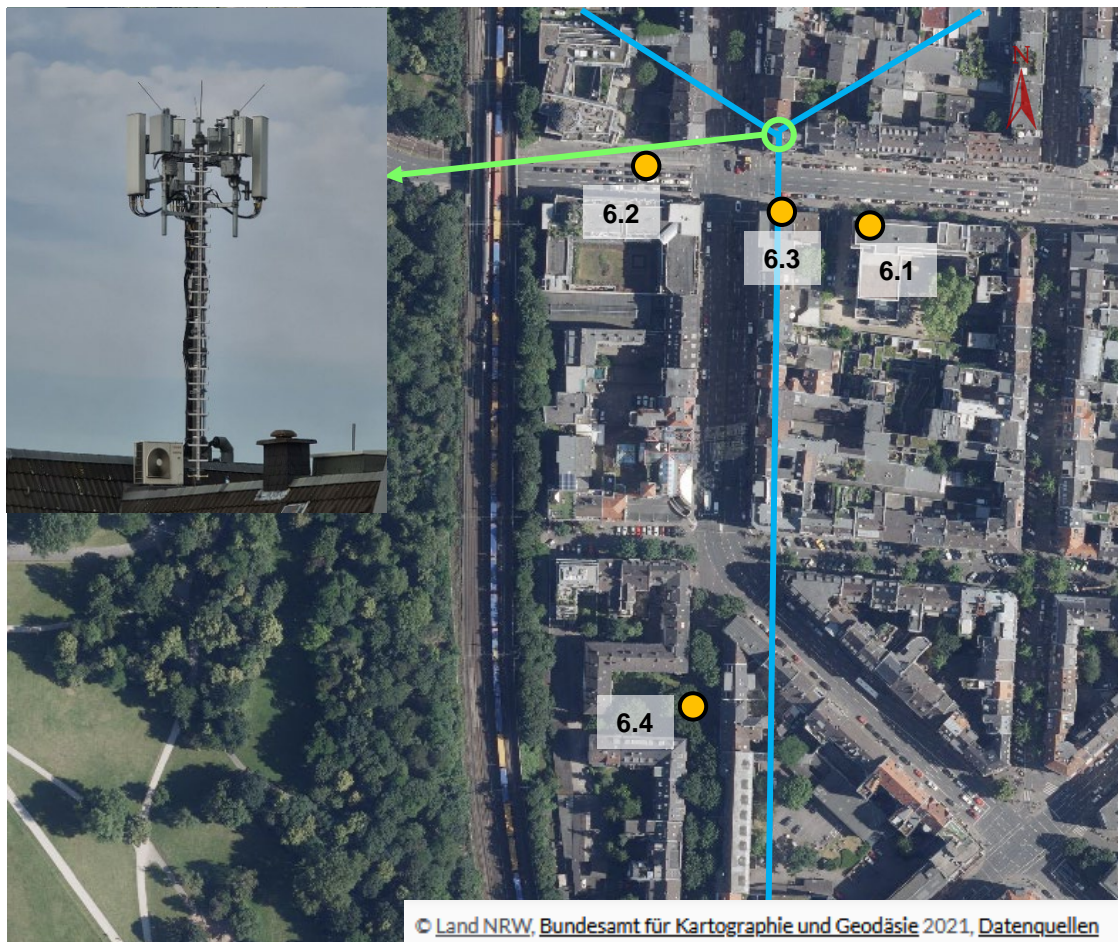 N
6.2
6.3
6.1
6.4
© Land NRW, Bundesamt für Kartographie und Geodäsie 2021, Datenquellen